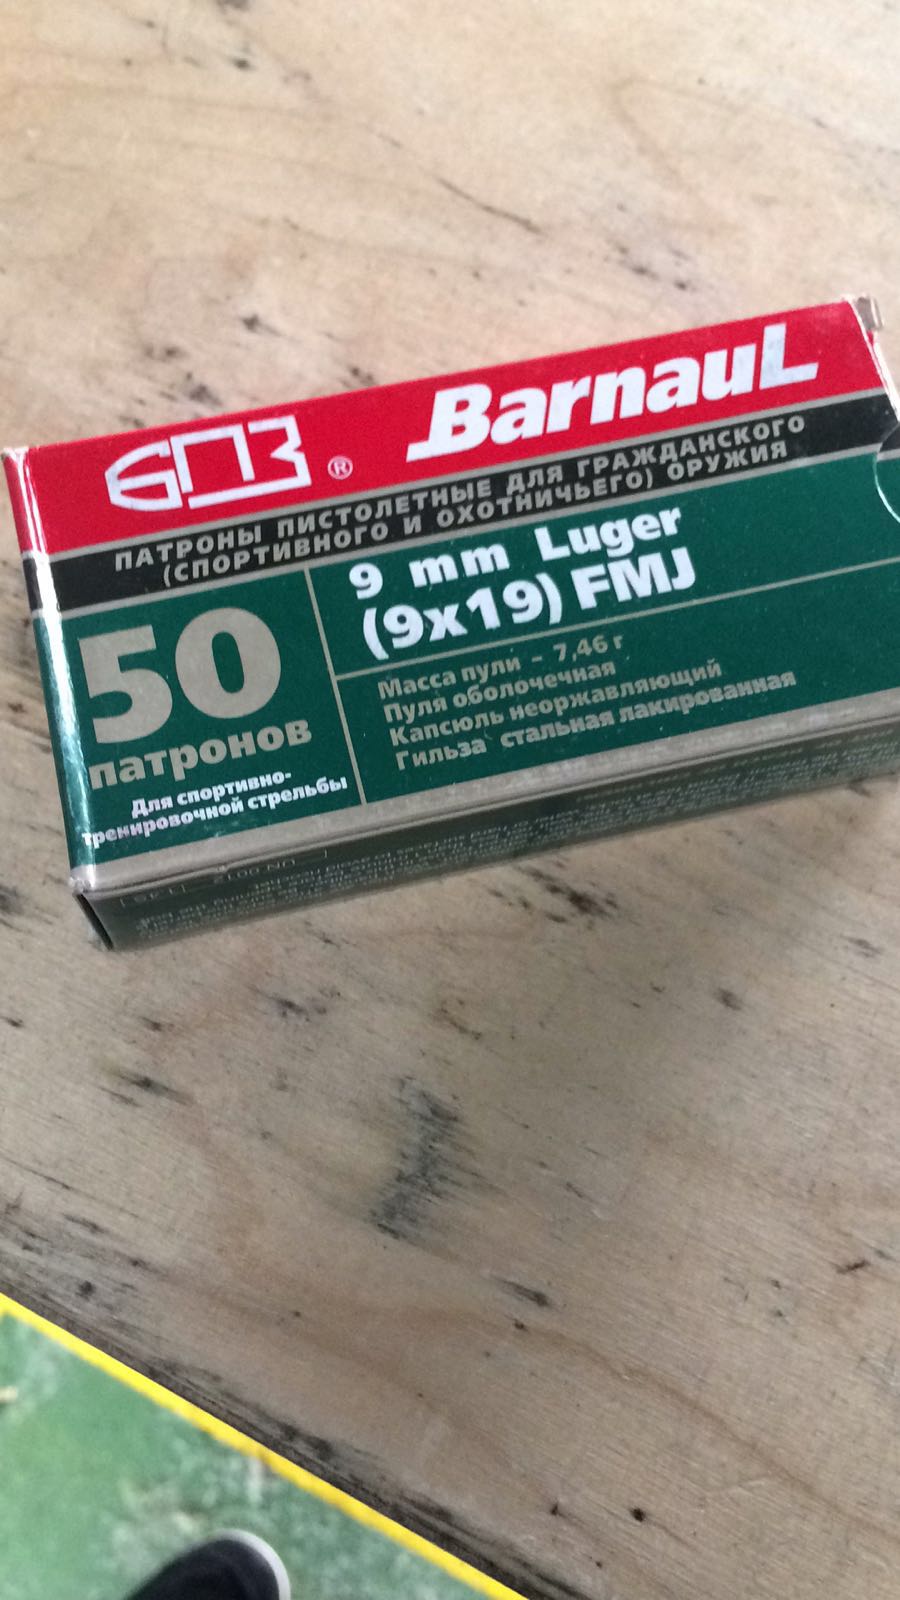 БПЗ ® BarnauL
ПАТРОНЫ ПИСТОЛЕТНЫЕ ДЛЯ ГРАЖДАНСКОГО
(СПОРТИВНОГО И ОХОТНИЧЬЕГО) ОРУЖИЯ
9 mm Luger
(9x19) FMJ
50
патронов
Для спортивно-
тренировочной стрельбы
Масса пули – 7,46 г
Пуля оболочечная
Капсюль неоржавляющий
Гильза стальная лакированная